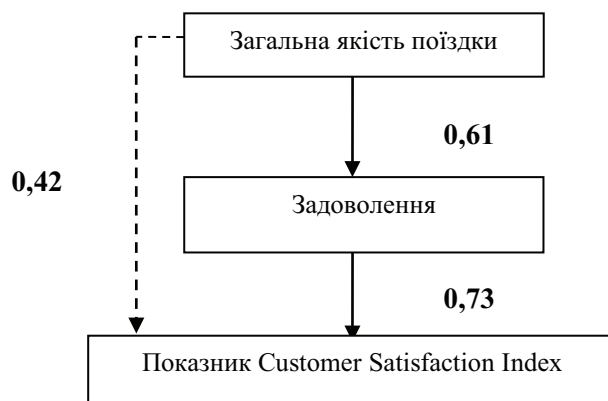 Загальна якість поїздки
0,61
0,42
Задоволення
0,73
Показник Customer Satisfaction Index